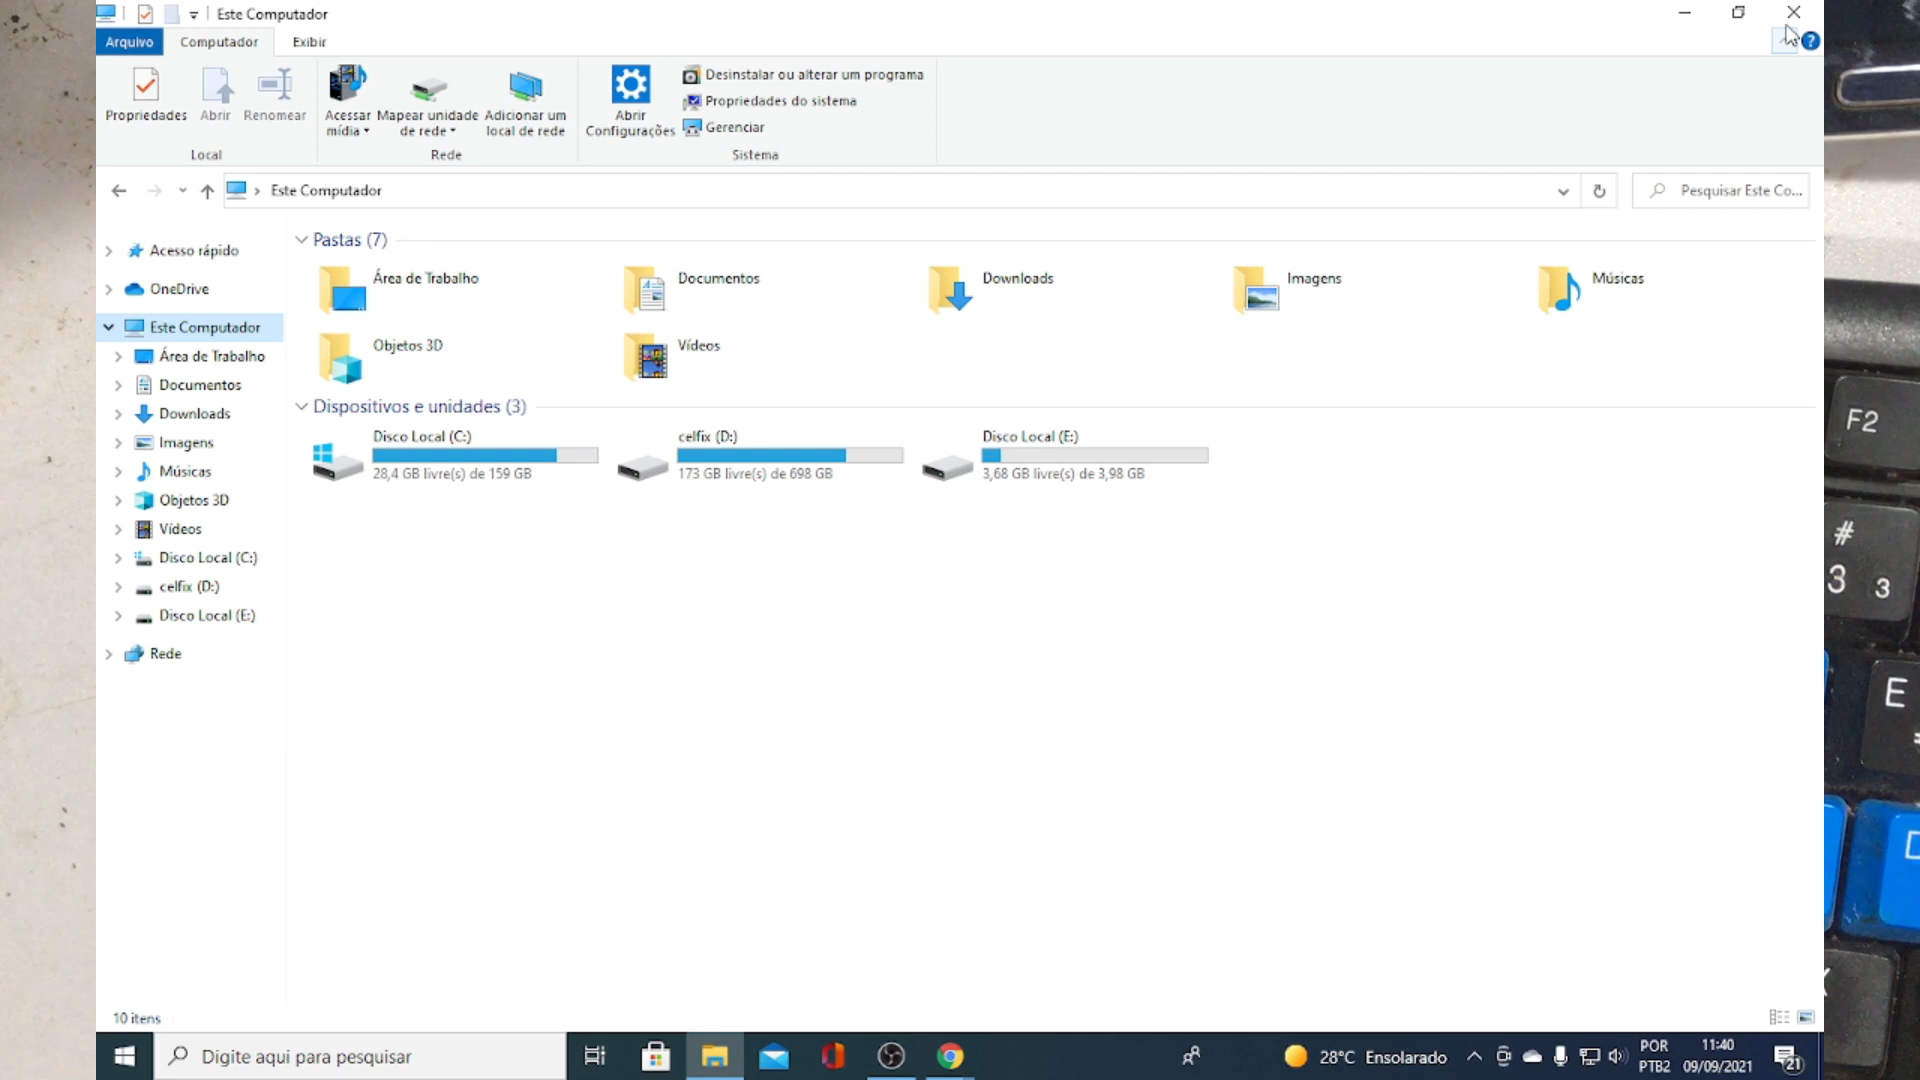 Este Computador
Arquivo Computador Exibir
?
Propriedades Abrir Renomear
Local
Acessar mídia
Mapear unidade de rede
Adicionar um local de rede
Rede
Abrir Configurações
Desinstalar ou alterar um programa
Propriedades do sistema
Gerenciar
Sistema
Este Computador
Pesquisar Este Co...
Acesso rápido
OneDrive
Este Computador
Área de Trabalho
Documentos
Downloads
Imagens
Músicas
Objetos 3D
Vídeos
Disco Local (C:)
celfix (D:)
Disco Local (E:)
Rede
Pastas (7)
Área de Trabalho
Documentos
Downloads
Imagens
Músicas
Objetos 3D
Vídeos
Dispositivos e unidades (3)
Disco Local (C:)
28,4 GB livre(s) de 159 GB
celfix (D:)
173 GB livre(s) de 698 GB
Disco Local (E:)
3,68 GB livre(s) de 3,98 GB
10 itens
Digite aqui para pesquisar
28°C Ensolarado
POR
PTB2
11:40
09/09/2021
21
F2
#
3 3
E